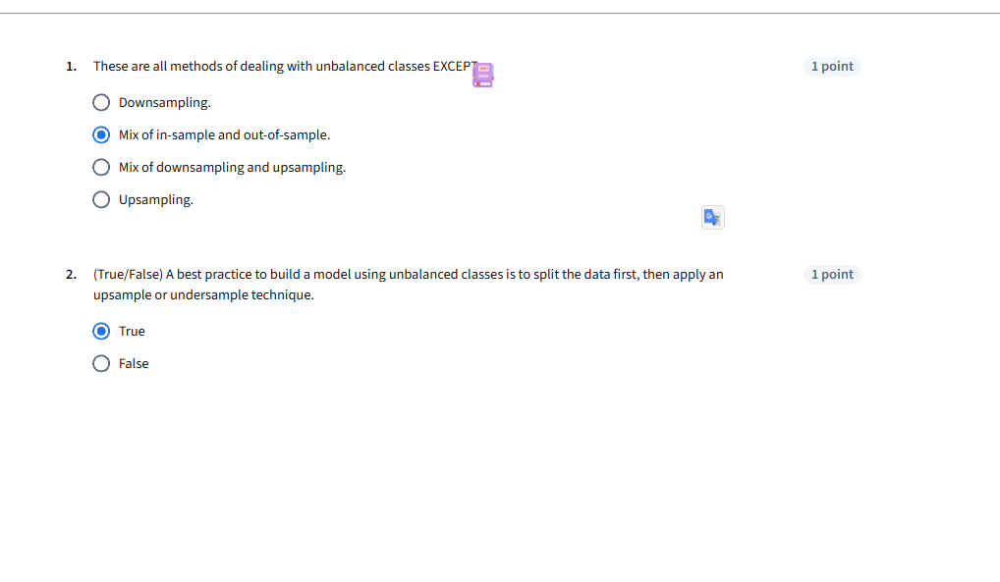 1. These are all methods of dealing with unbalanced classes EXCEPT
1 point
Downsampling.
Mix of in-sample and out-of-sample.
Mix of downsampling and upsampling.
Upsampling.
2. (True/False) A best practice to build a model using unbalanced classes is to split the data first, then apply an
upsample or undersample technique.
1 point
True
False